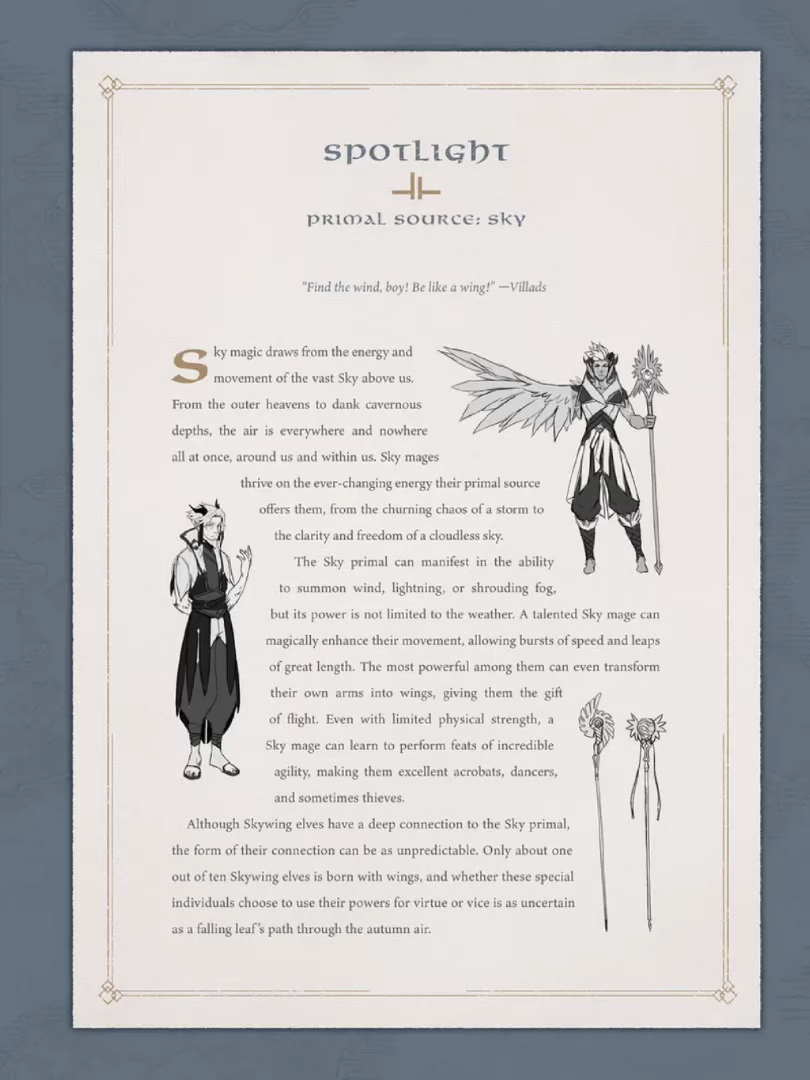 SPOTLIGHT
PRIMAL SOURCE: SKY
“Find the wind, boy! Be like a wing!” —Villads
Sky magic draws from the energy and
movement of the vast Sky above us.
From the outer heavens to dank cavernous
depths, the air is everywhere and nowhere
all at once, around us and within us. Sky mages
thrive on the ever-changing energy their primal source
offers them, from the churning chaos of a storm to
the clarity and freedom of a cloudless sky.
The Sky primal can manifest in the ability
to summon wind, lightning, or shrouding fog,
but its power is not limited to the weather. A talented Sky mage can
magically enhance their movement, allowing bursts of speed and leaps
of great length. The most powerful among them can even transform
their own arms into wings, giving them the gift
of flight. Even with limited physical strength, a
Sky mage can learn to perform feats of incredible
agility, making them excellent acrobats, dancers,
and sometimes thieves.
Although Skywing elves have a deep connection to the Sky primal,
the form of their connection can be as unpredictable. Only about one
out of ten Skywing elves is born with wings, and whether these special
individuals choose to use their powers for virtue or vice is as uncertain
as a falling leaf’s path through the autumn air.